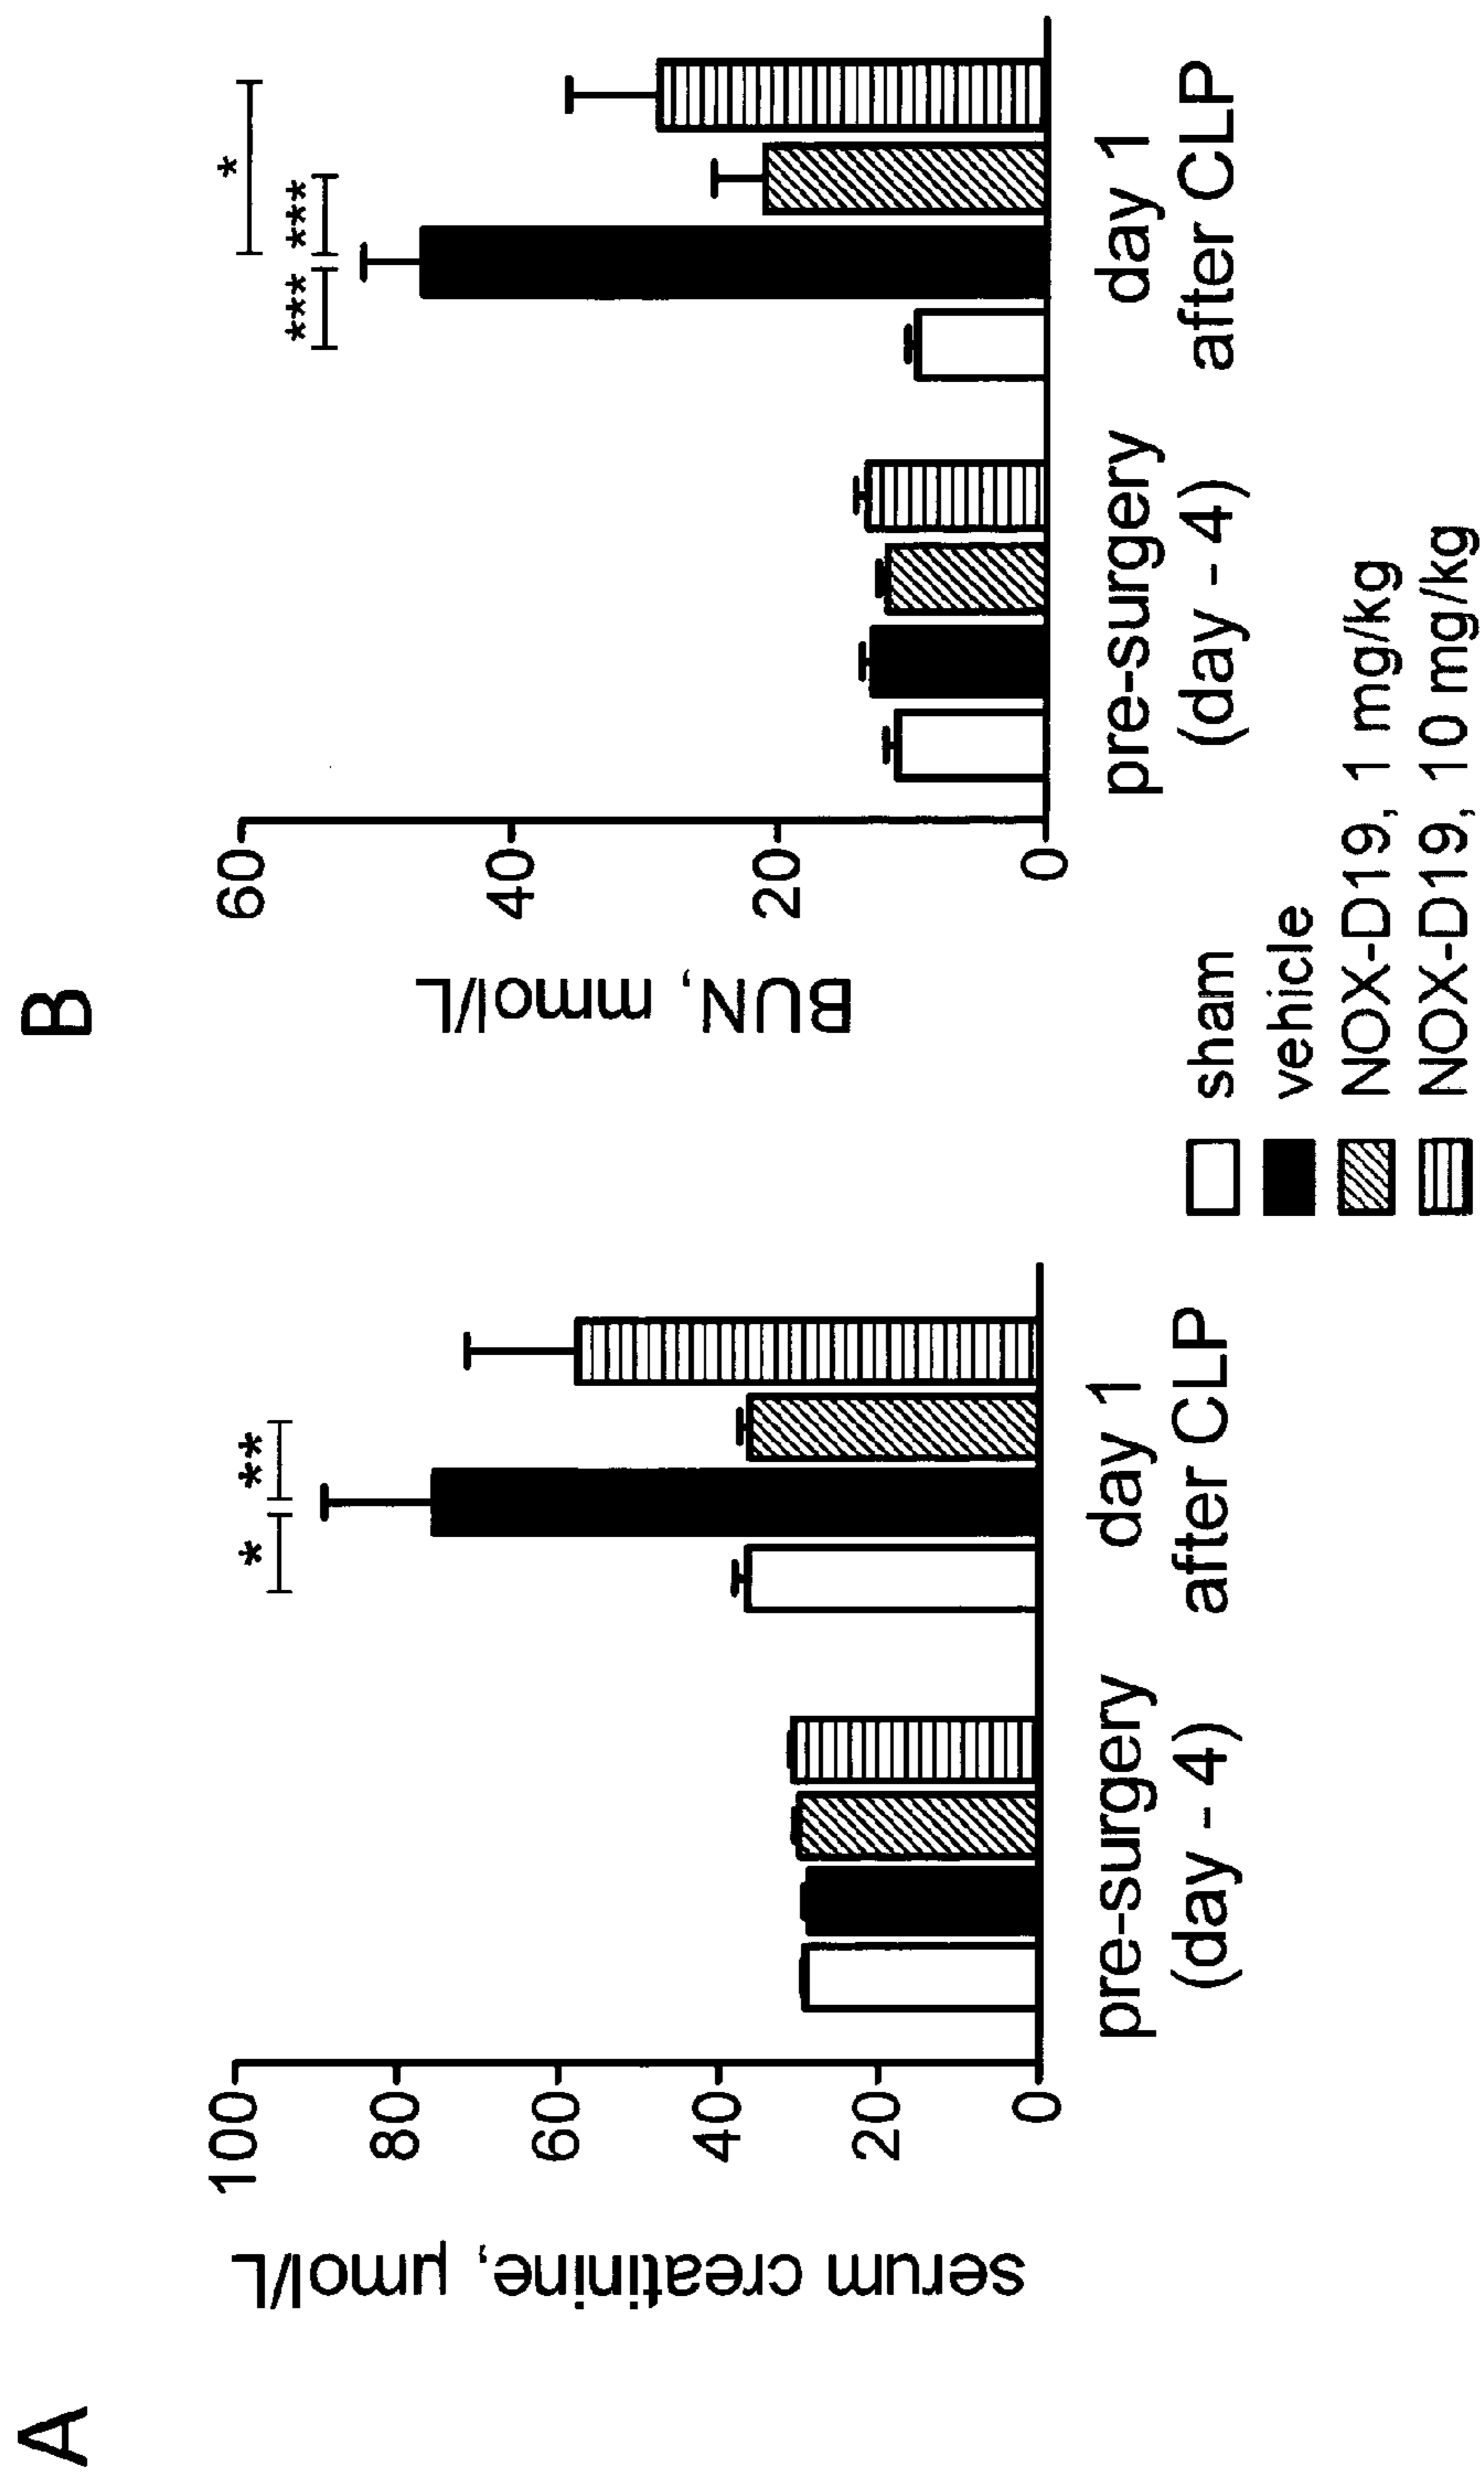 A
serum creatinine, µmol/L
100
80
60
40
20
0
*
**
pre-surgery
(day - 4)
day 1
after CLP
B
BUN, mmol/L
60
40
20
0
*
***
***
pre-surgery
(day - 4)
day 1
after CLP
sham
vehicle
NOX-D19, 1 mg/kg
NOX-D19, 10 mg/kg